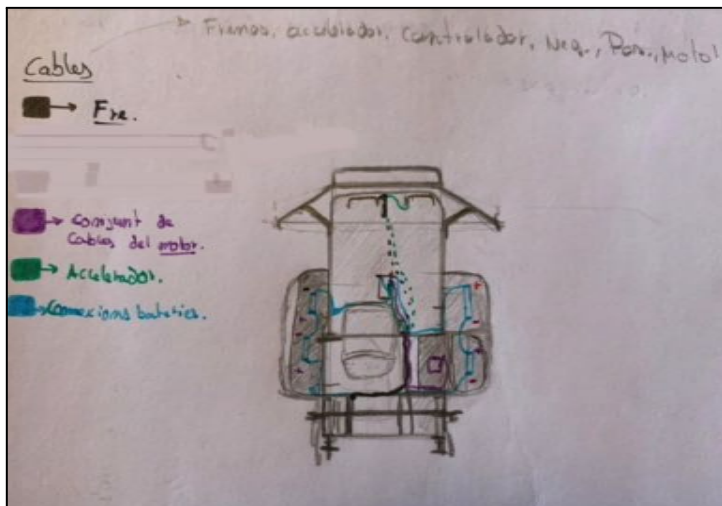 Frenos, accelerador, Controlador, Neg., Pos., Motor
Cables
Fre.
Conjunt de
Cables del motor.
Accelerador.
Connexions bateries.